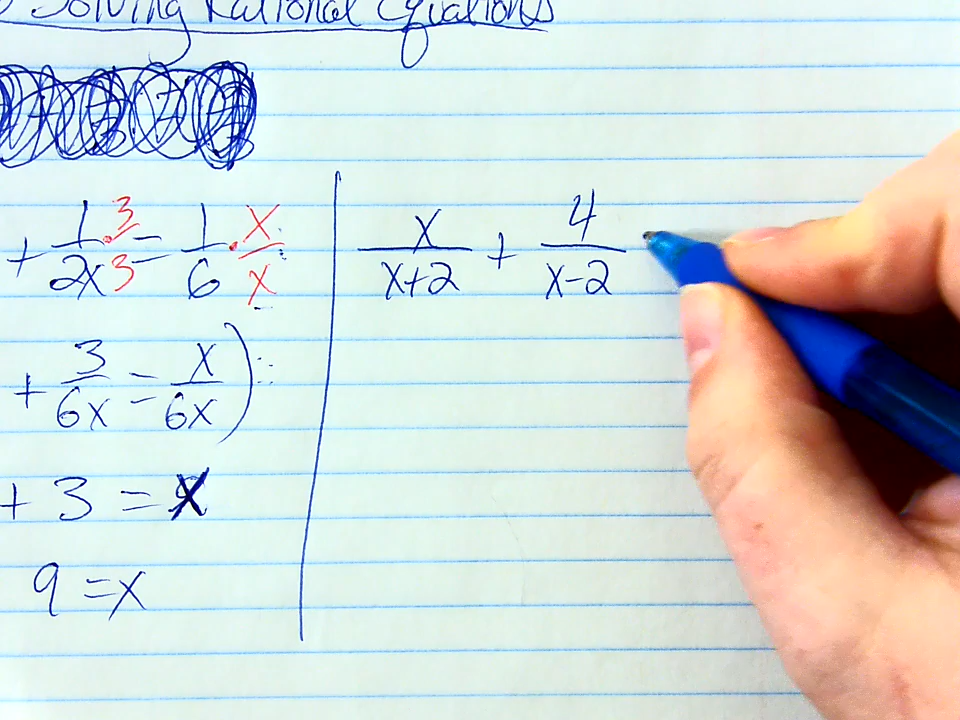 Solving Rational Equations
+ 1/2x · 3/3 = 1/6 · x/x
x/x+2 + 4/x-2
+ 3/6x = x/6x )
+ 3 = x
9 = x